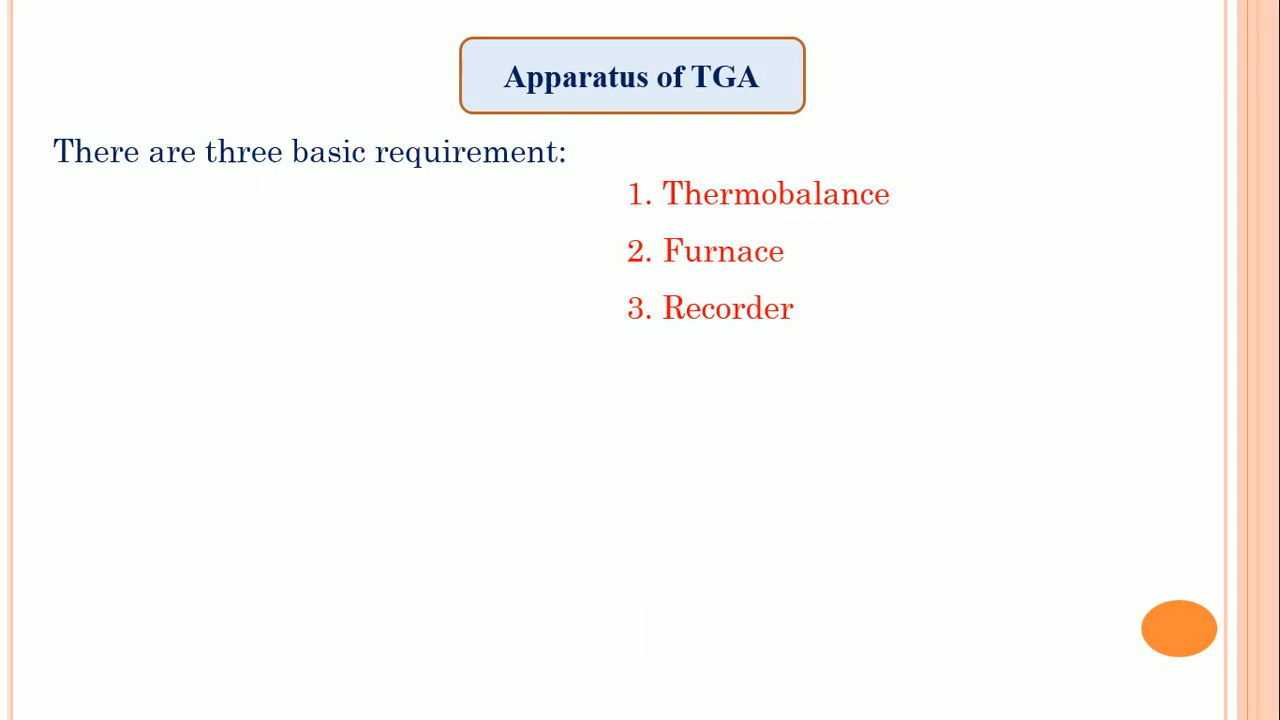 Apparatus of TGA
There are three basic requirement:
1. Thermobalance
2. Furnace
3. Recorder